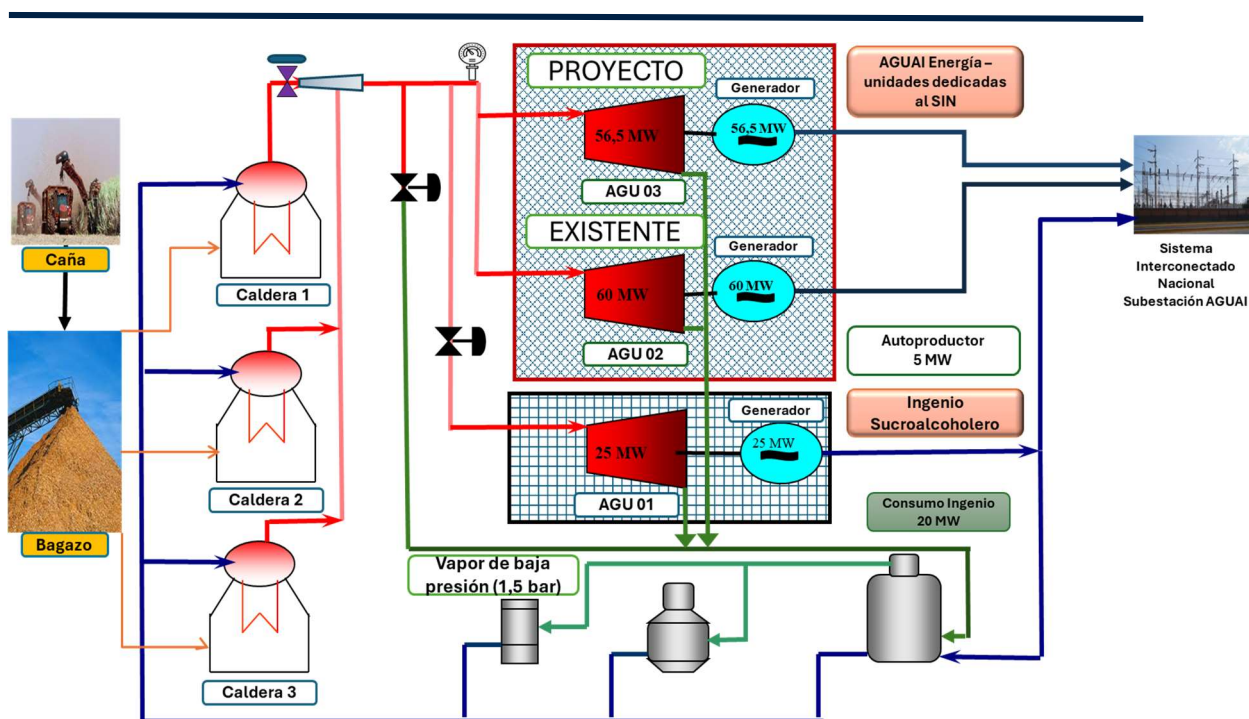 PROYECTO
Generador
AGUAI Energía –
unidades dedicadas
al SIN
56,5 MW
56,5 MW
AGU 03
Caña
Caldera 1
EXISTENTE
Generador
60 MW
60 MW
AGU 02
Sistema
Interconectado
Nacional
Subestación AGUAI
Autoproductor
5 MW
Generador
Ingenio
Sucroalcoholero
25 MW
25 MW
AGU 01
Caldera 2
Consumo Ingenio
20 MW
Bagazo
Vapor de baja
presión (1,5 bar)
Caldera 3